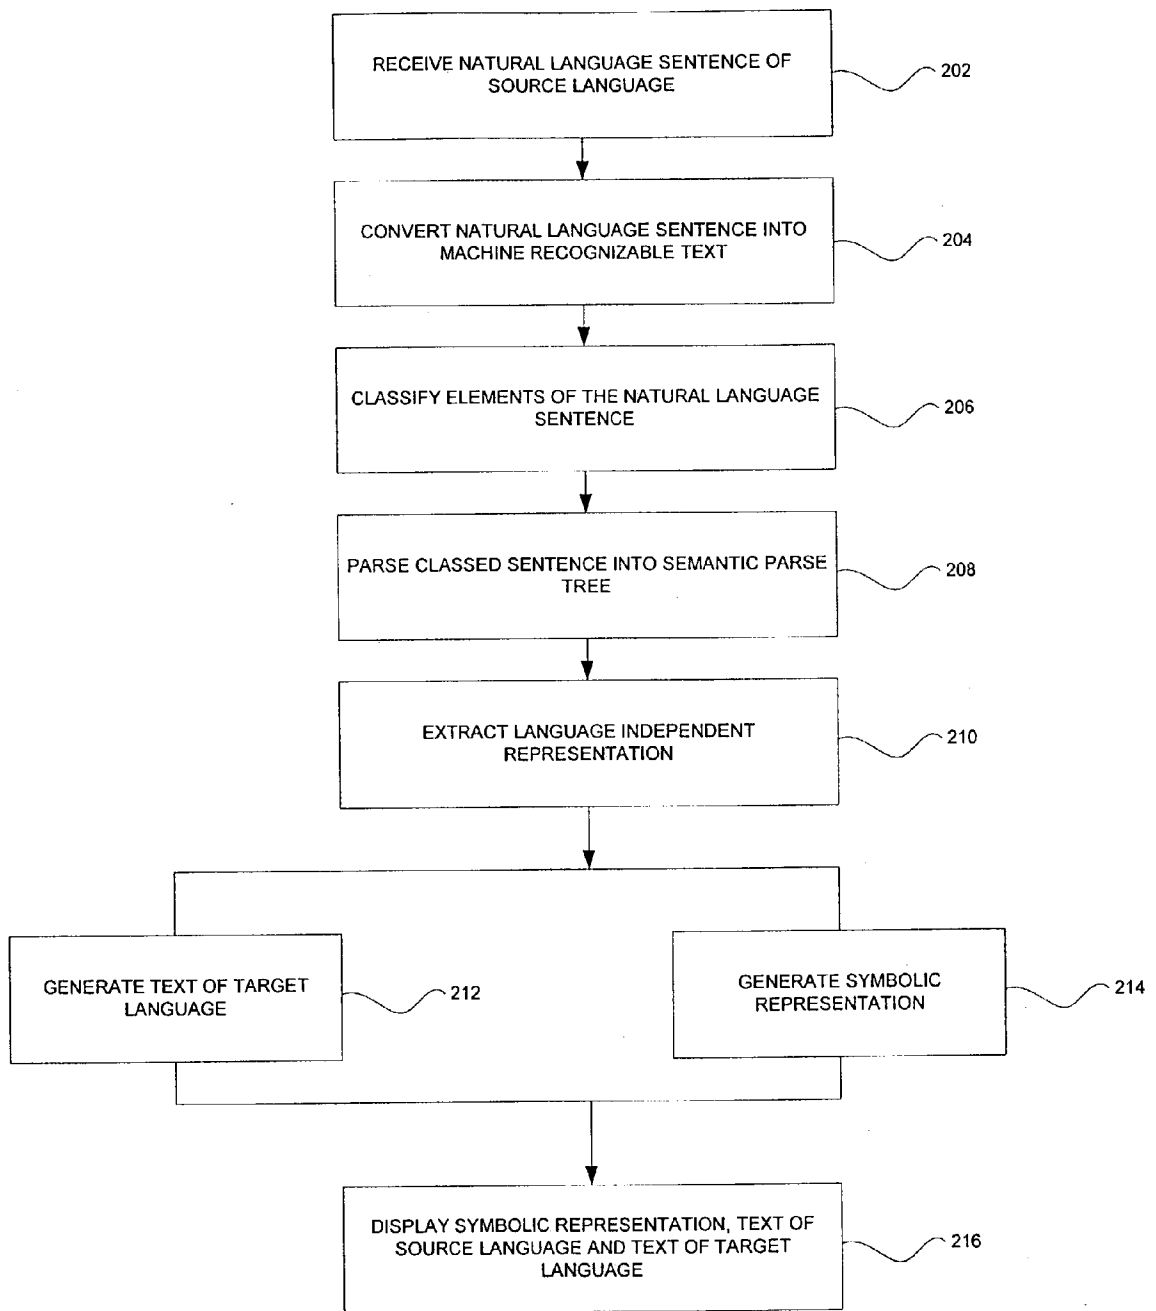 RECEIVE NATURAL LANGUAGE SENTENCE OF
SOURCE LANGUAGE
202
CONVERT NATURAL LANGUAGE SENTENCE INTO
MACHINE RECOGNIZABLE TEXT
204
CLASSIFY ELEMENTS OF THE NATURAL LANGUAGE
SENTENCE
206
PARSE CLASSED SENTENCE INTO SEMANTIC PARSE
TREE
208
EXTRACT LANGUAGE INDEPENDENT
REPRESENTATION
210
GENERATE TEXT OF TARGET
LANGUAGE
212
GENERATE SYMBOLIC
REPRESENTATION
214
DISPLAY SYMBOLIC REPRESENTATION, TEXT OF
SOURCE LANGUAGE AND TEXT OF TARGET
LANGUAGE
216